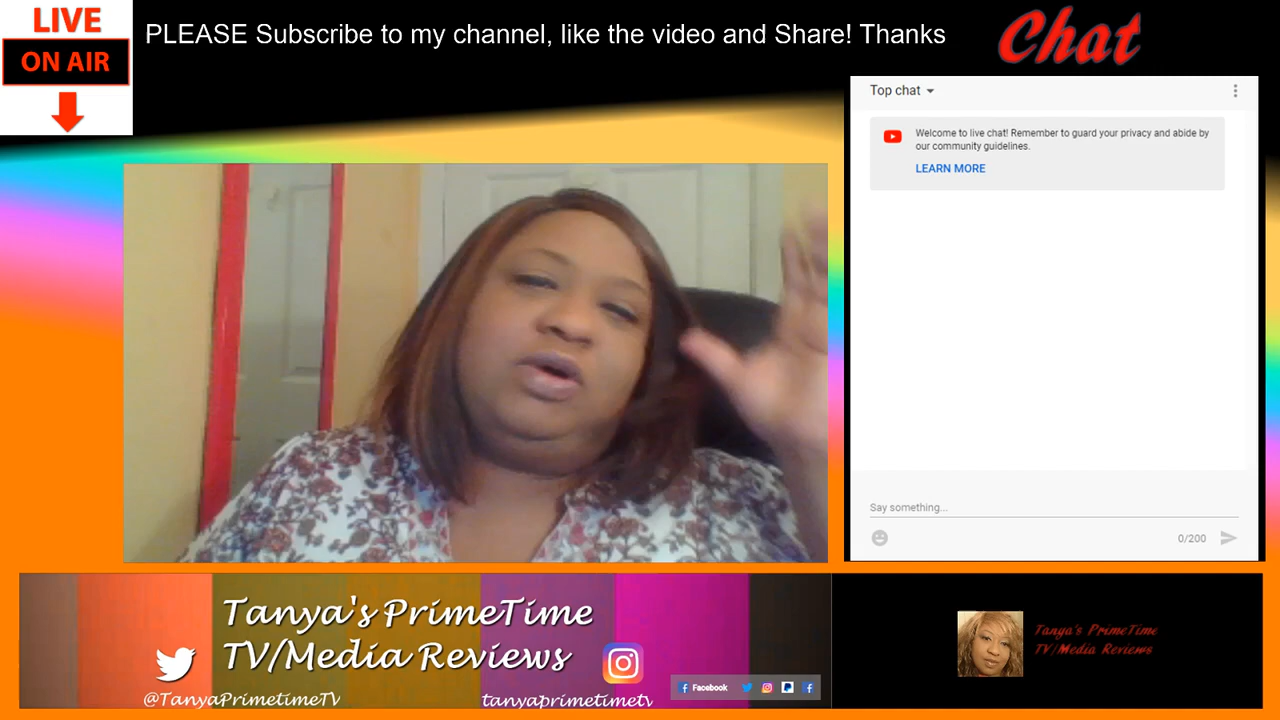 LIVE
ON AIR
PLEASE Subscribe to my channel, like the video and Share! Thanks
Chat
Top chat
Welcome to live chat! Remember to guard your privacy and abide by
our community guidelines.
LEARN MORE
Say something...
0/200
Tanya's PrimeTime
TV/Media Reviews
@TanyaPrimetimeTV
tanyaprimetimetv
Facebook
Tanya's PrimeTime
TV/Media Reviews